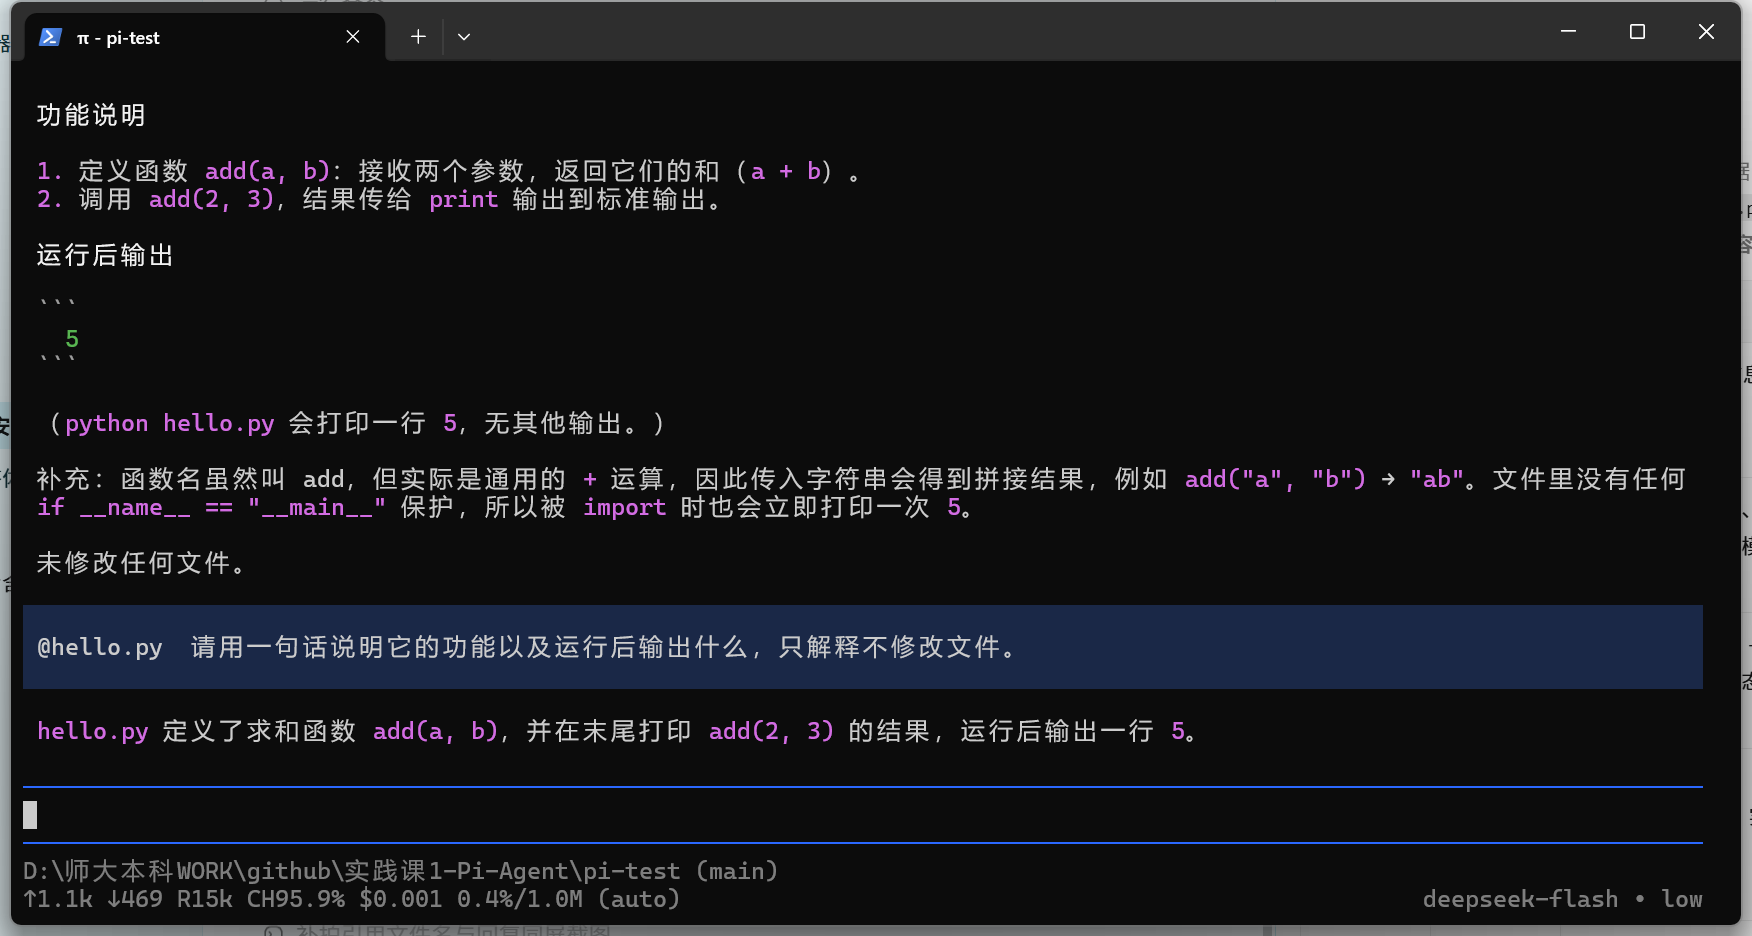 π - pi-test
功能说明
1. 定义函数 add(a, b): 接收两个参数，返回它们的和（a + b）。
2. 调用 add(2, 3)，结果传给 print 输出到标准输出。
运行后输出
```
5
```
（python hello.py 会打印一行 5，无其他输出。）
补充：函数名虽然叫 add，但实际是通用的 + 运算，因此传入字符串会得到拼接结果，例如 add("a", "b") → "ab"。文件里没有任何
if __name__ == "__main__" 保护，所以被 import 时也会立即打印一次 5。
未修改任何文件。
@hello.py 请用一句话说明它的功能以及运行后输出什么，只解释不修改文件。
hello.py 定义了求和函数 add(a, b)，并在末尾打印 add(2, 3) 的结果，运行后输出一行 5。
D:\师大本科WORK\github\实践课1-Pi-Agent\pi-test (main)
↑1.1k ↓469 R15k CH95.9% $0.001 0.4%/1.0M (auto)
deepseek-flash • low